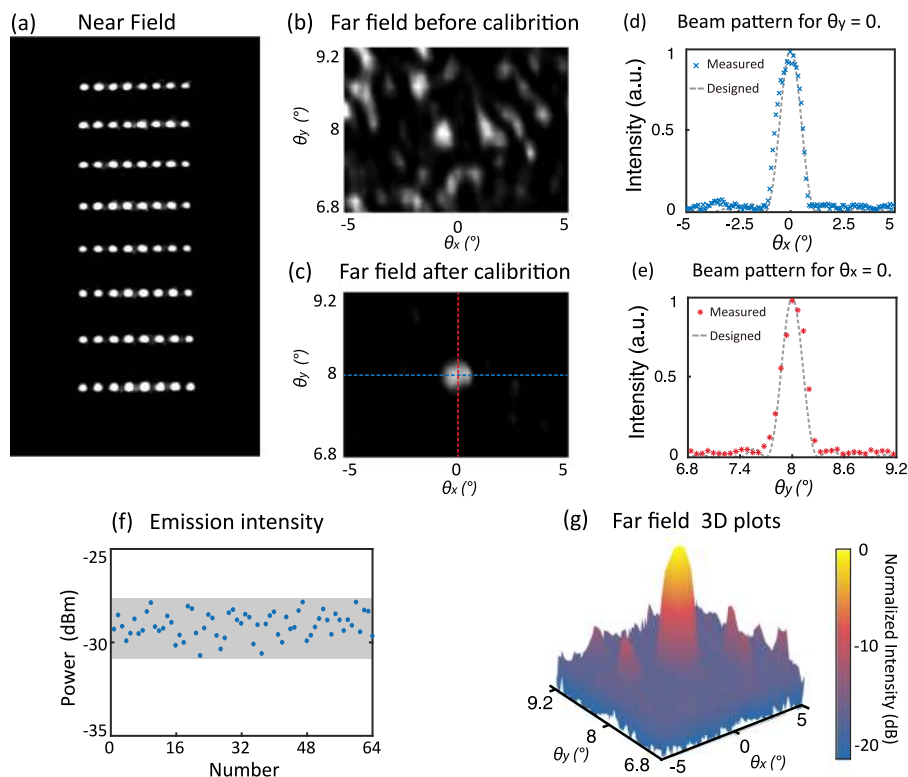 (a) Near Field
(b) Far field before calibrition
9.2
8
6.8
θy (°)
-5 0 5
θx (°)
(c) Far field after calibrition
9.2
8
6.8
θy (°)
-5 0 5
θx (°)
(d) Beam pattern for θy = 0.
Measured
Designed
1
0.5
0
Intensity (a.u.)
-5 -2.5 0 2.5 5
θx (°)
(e) Beam pattern for θx = 0.
Measured
Designed
1
0.5
0
Intensity (a.u.)
6.8 7.4 8 8.6 9.2
θy (°)
(f) Emission intensity
-25
-30
-35
Power (dBm)
0 16 32 48 64
Number
(g) Far field 3D plots
9.2
8
6.8
θy (°)
-5
0
5
θx (°)
0
-10
-20
Normalized Intensity (dB)